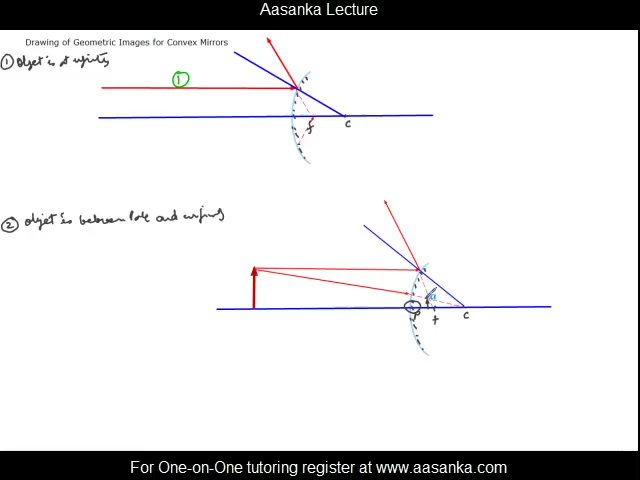 Aasanka Lecture
Drawing of Geometric Images for Convex Mirrors
1 Object is at infinity
1
f
C
2 Object is between Pole and infinity
P
f
C
For One-on-One tutoring register at www.aasanka.com